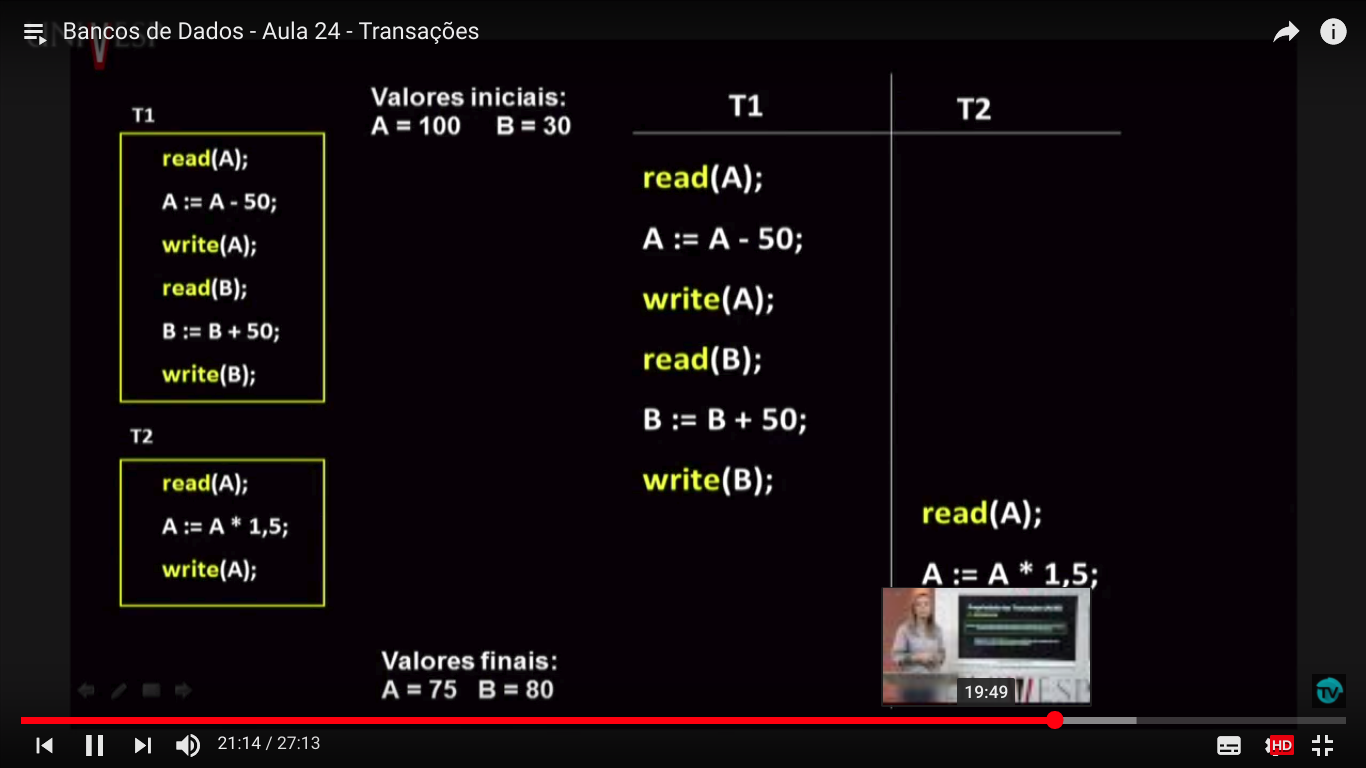 Bancos de Dados - Aula 24 - Transações
T1
read(A);
A := A - 50;
write(A);
read(B);
B := B + 50;
write(B);
T2
read(A);
A := A * 1,5;
write(A);
Valores iniciais:
A = 100 B = 30
T1 T2
read(A);
A := A - 50;
write(A);
read(B);
B := B + 50;
write(B);
read(A);
A := A * 1,5;
Valores finais:
A = 75 B = 80
19:49
TV
21:14 / 27:13
HD